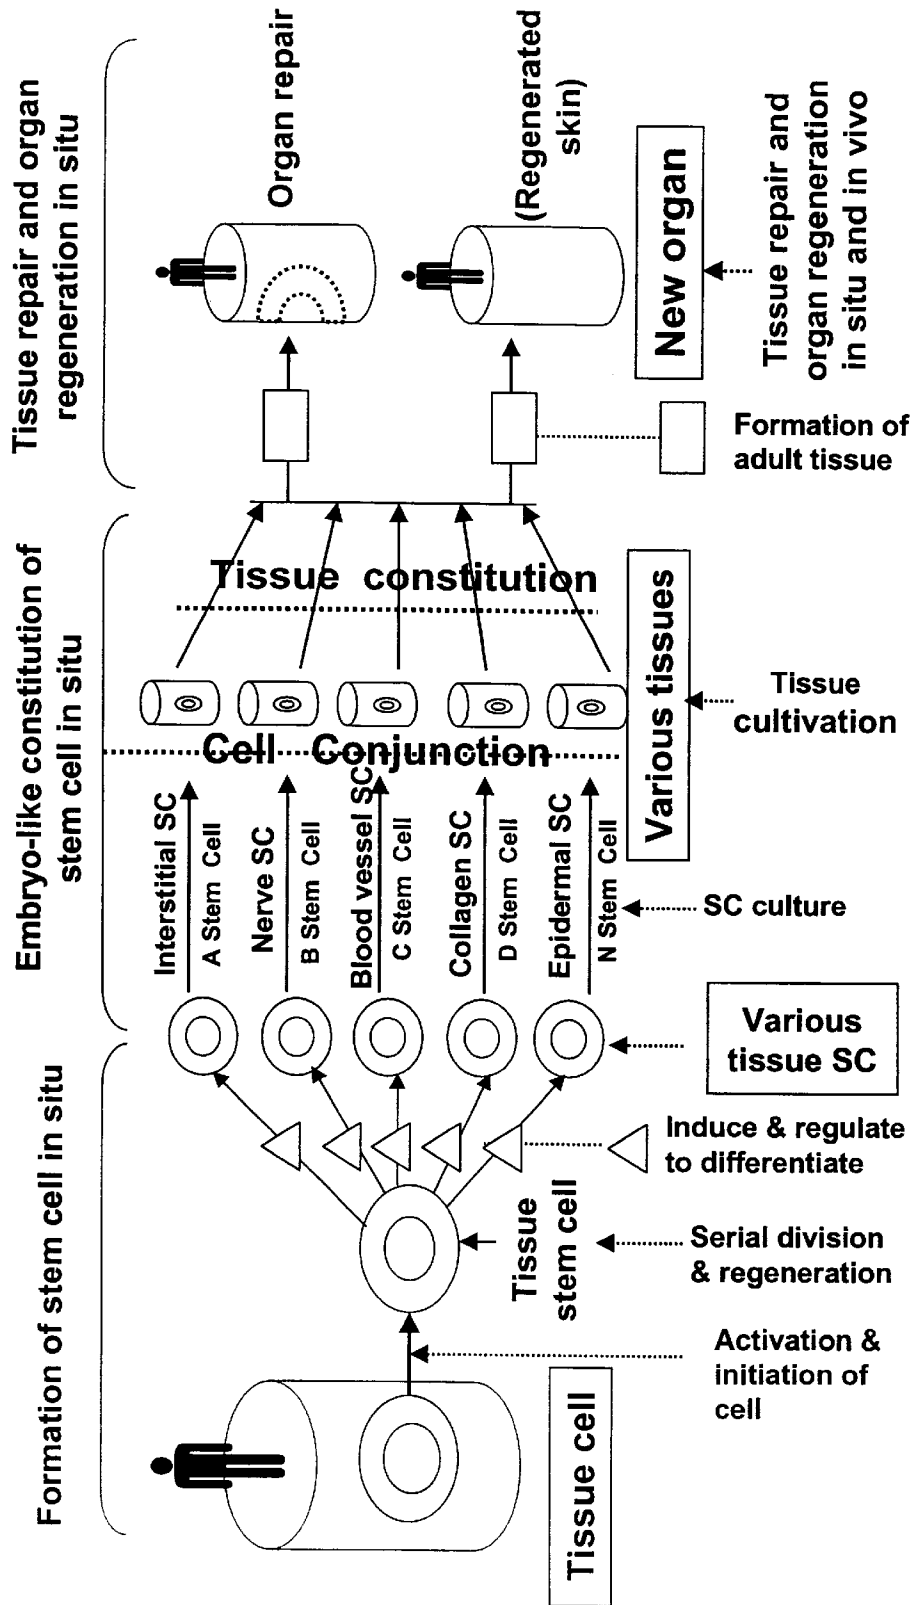 Formation of stem cell in situ
Embryo-like constitution of
stem cell in situ
Tissue repair and organ
regeneration in situ
Interstitial SC
A Stem Cell
Nerve SC
B Stem Cell
Blood vessel SC
C Stem Cell
Collagen SC
D Stem Cell
Epidermal SC
N Stem Cell
Cell Conjunction
Tissue constitution
Organ repair
(Regenerated
skin)
Tissue cell
Activation &
initiation of
cell
Tissue
stem cell
Serial division
& regeneration
Induce & regulate
to differentiate
Various
tissue SC
SC culture
Various tissues
Tissue
cultivation
Formation of
adult tissue
New organ
Tissue repair and
organ regeneration
in situ and in vivo